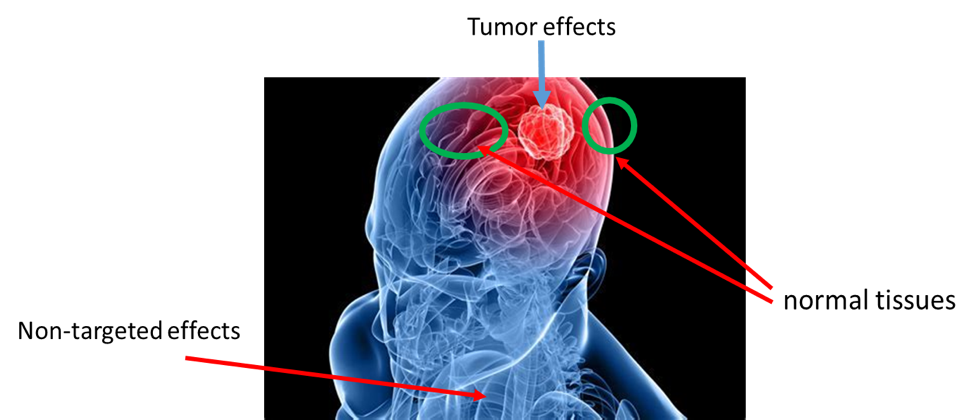 Tumor effects
normal tissues
Non-targeted effects